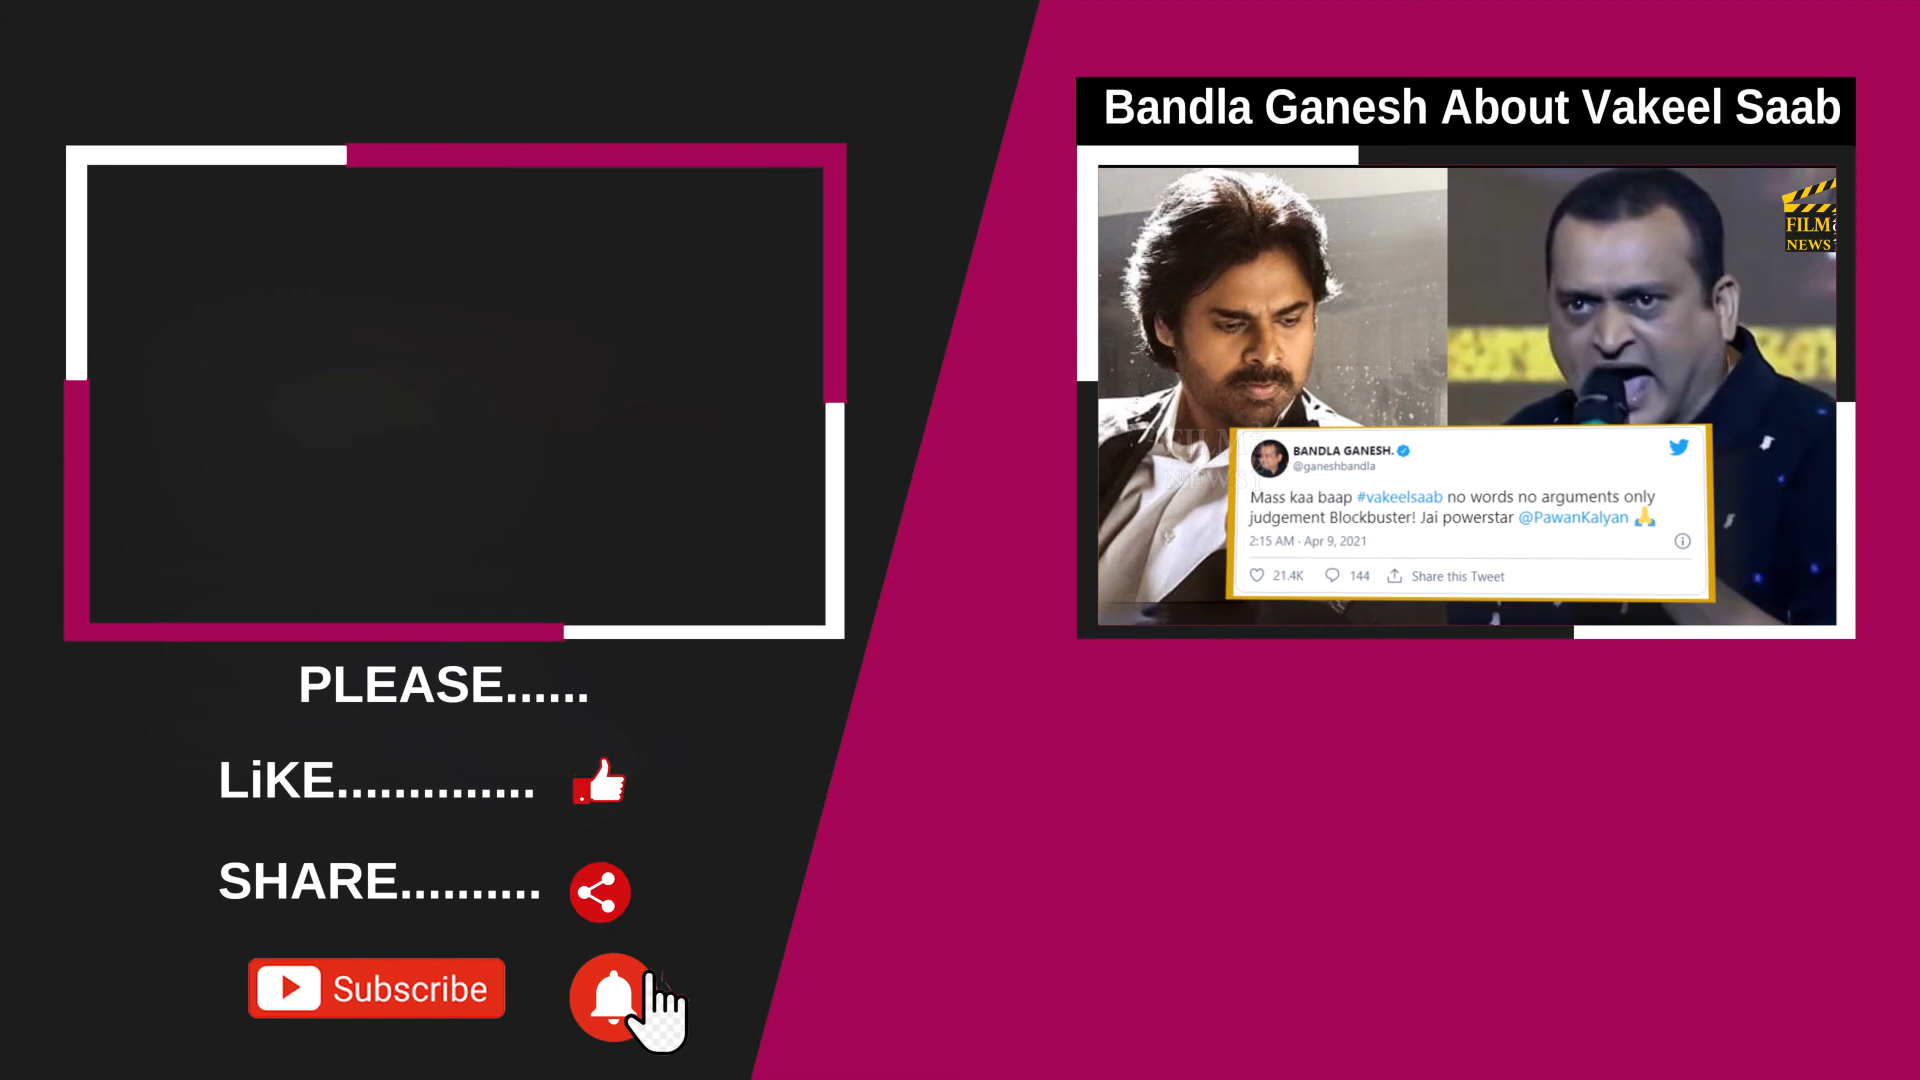 Bandla Ganesh About Vakeel Saab
FILM
NEWS
FILM
NEWS
BANDLA GANESH.
@ganeshbandla
Mass kaa baap #vakeelsaab no words no arguments only
judgement Blockbuster! Jai powerstar @PawanKalyan 🙏
2:15 AM · Apr 9, 2021
21.4K 144 Share this Tweet
PLEASE......
LiKE..............
SHARE..........
Subscribe